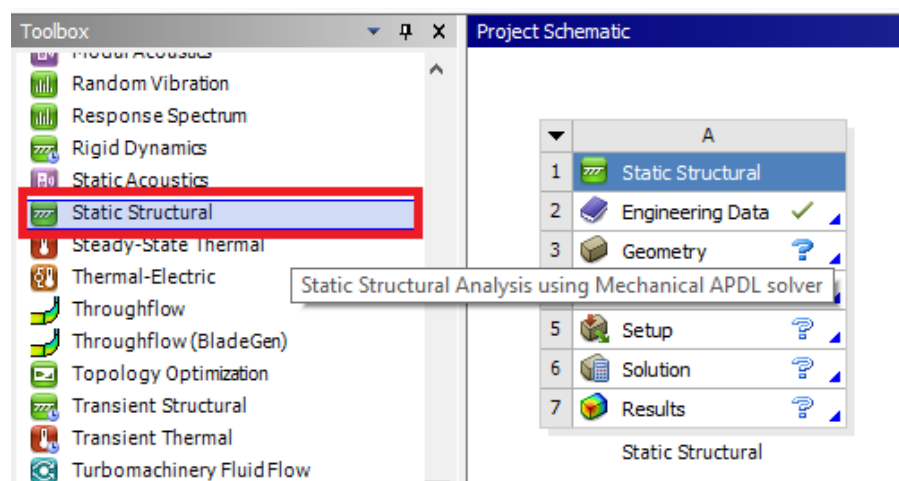 Toolbox
Modal Acoustics
Random Vibration
Response Spectrum
Rigid Dynamics
Static Acoustics
Static Structural
Steady-State Thermal
Thermal-Electric
Throughflow
Throughflow (BladeGen)
Topology Optimization
Transient Structural
Transient Thermal
Turbomachinery Fluid Flow
Project Schematic
A
1 Static Structural
2 Engineering Data
3 Geometry
Static Structural Analysis using Mechanical APDL solver
5 Setup
6 Solution
7 Results
Static Structural